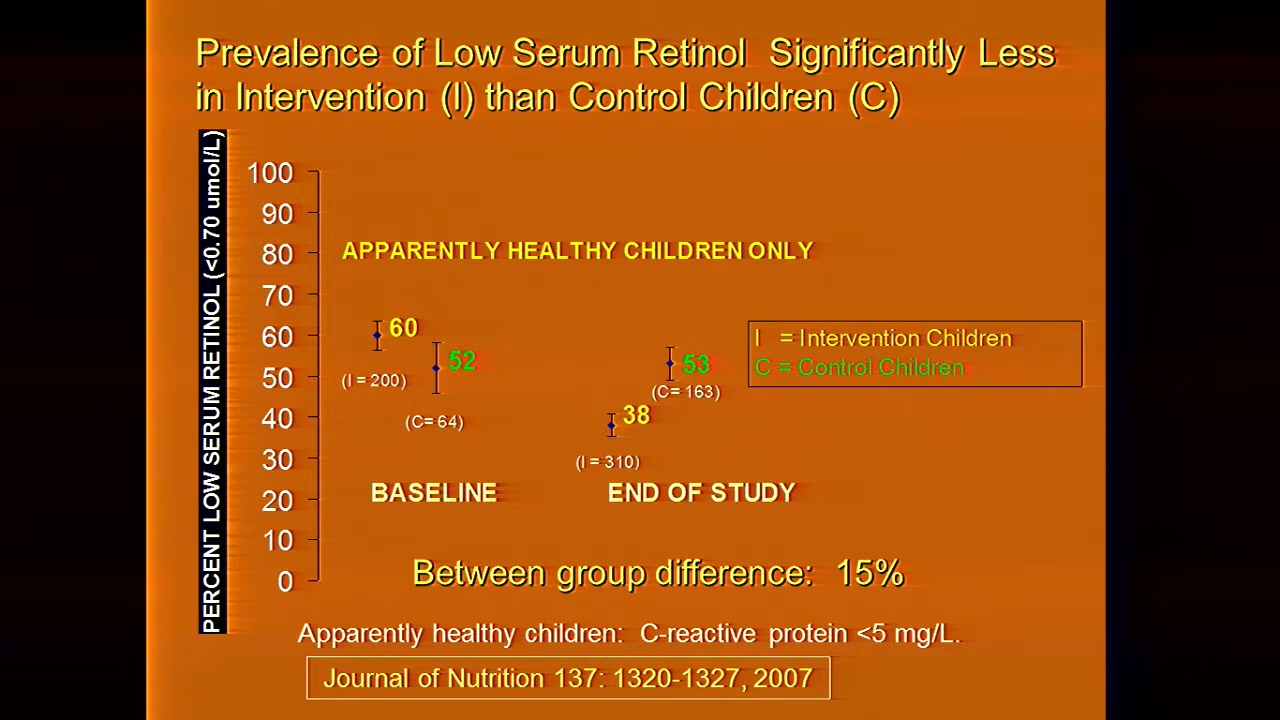 Prevalence of Low Serum Retinol Significantly Less
in Intervention (I) than Control Children (C)
PERCENT LOW SERUM RETINOL (<0.70 umol/L)
100
90
80
70
60
50
40
30
20
10
0
APPARENTLY HEALTHY CHILDREN ONLY
60
(I = 200)
52
(C= 64)
38
(I = 310)
53
(C= 163)
I = Intervention Children
C = Control Children
BASELINE
END OF STUDY
Between group difference: 15%
Apparently healthy children: C-reactive protein <5 mg/L.
Journal of Nutrition 137: 1320-1327, 2007